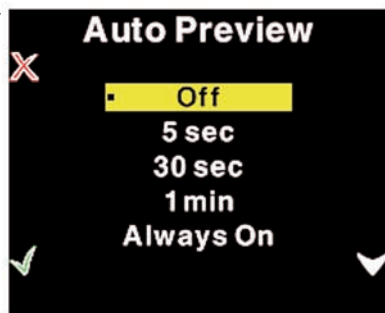 Auto Preview
Off
5 sec
30 sec
1 min
Always On